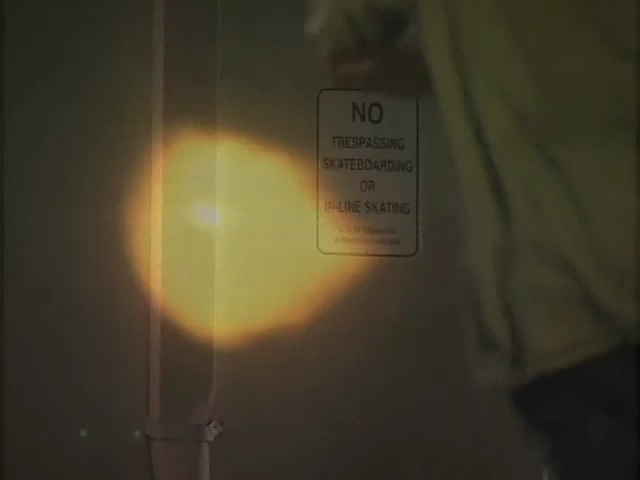 NO
TRESPASSING
SKATEBOARDING
OR
IN-LINE SKATING